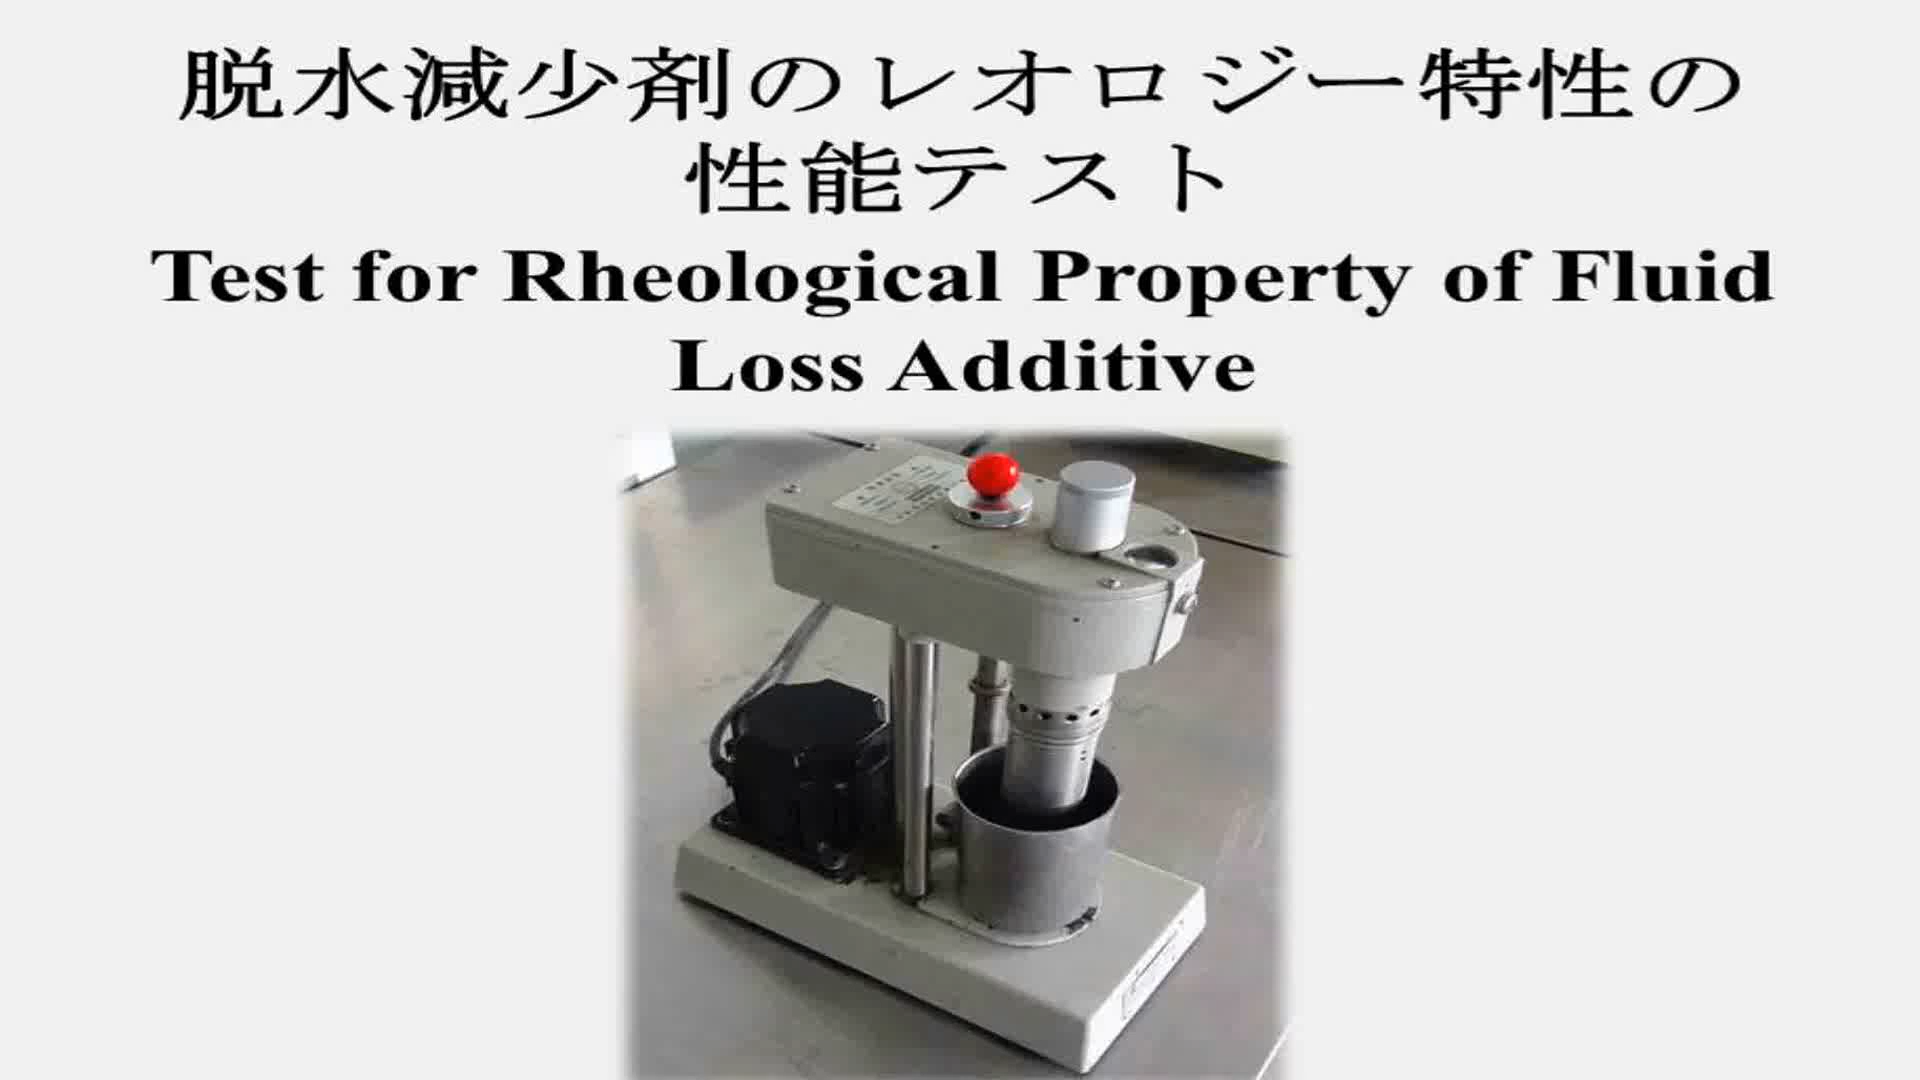 脱水減少剤のレオロジー特性の
性能テスト
Test for Rheological Property of Fluid
Loss Additive